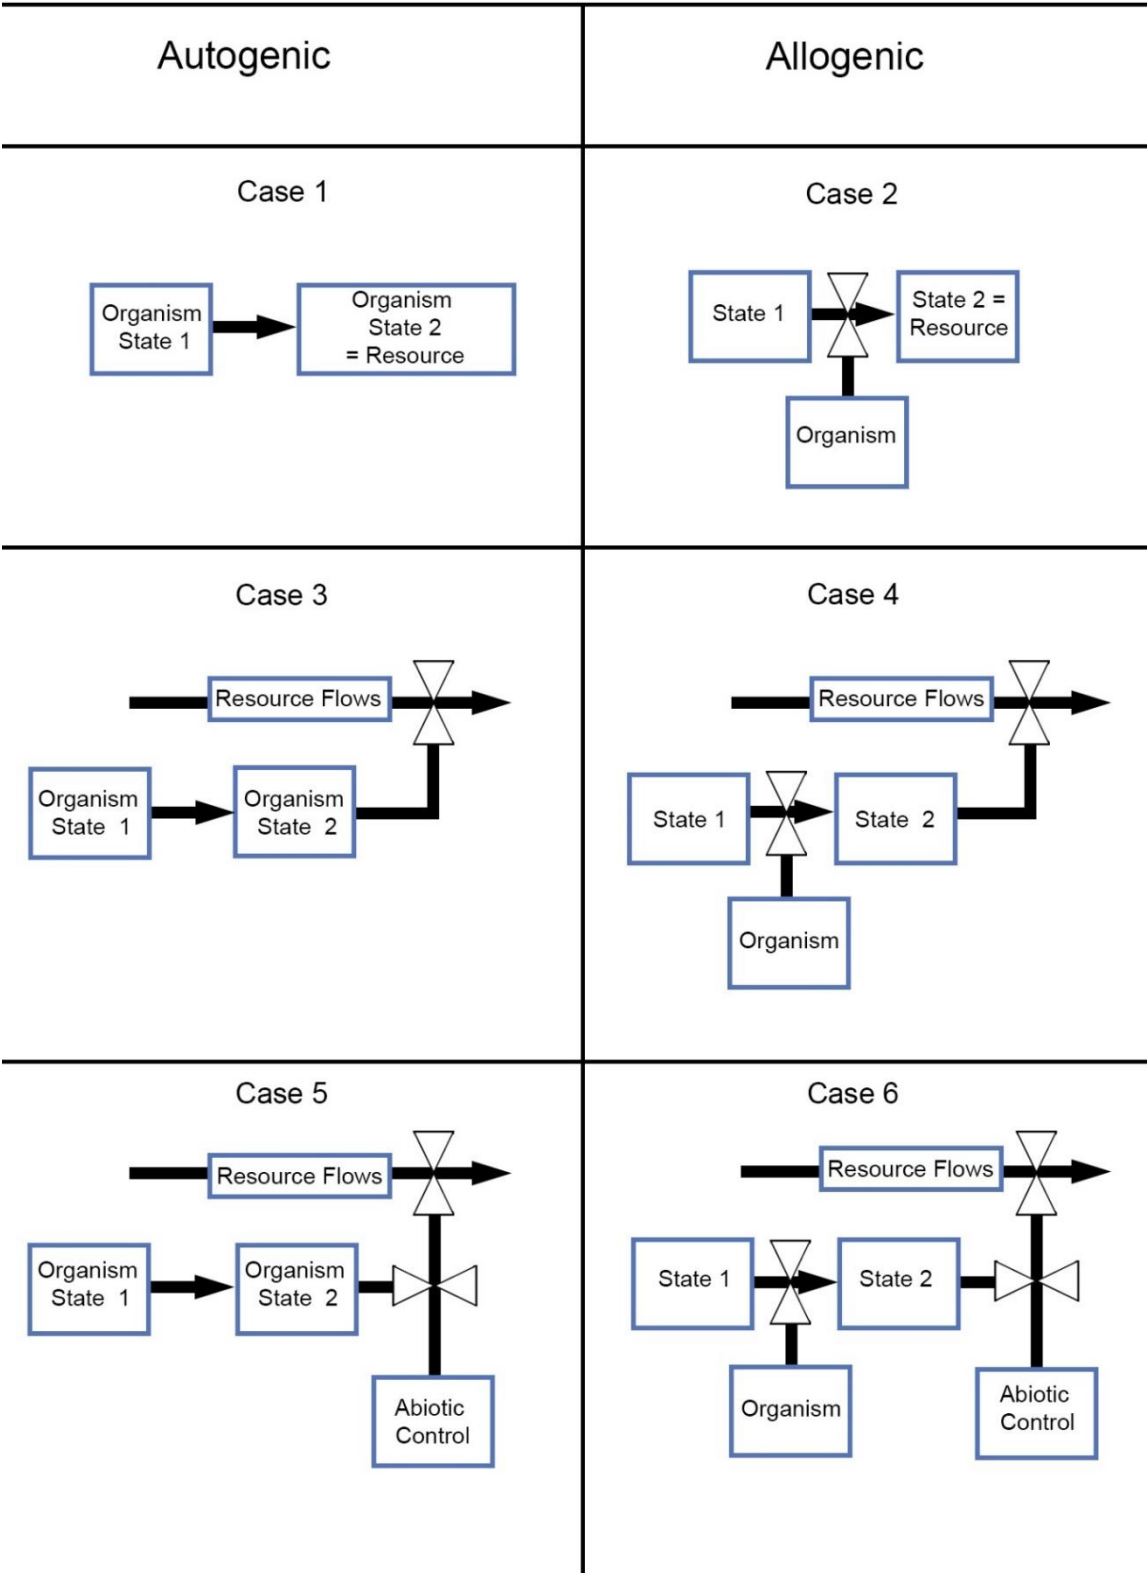 Autogenic
Allogenic
Case 1
Organism
State 1
Organism
State 2
= Resource
Case 2
State 1
State 2 =
Resource
Organism
Case 3
Resource Flows
Organism
State 1
Organism
State 2
Case 4
Resource Flows
State 1
State 2
Organism
Case 5
Resource Flows
Organism
State 1
Organism
State 2
Abiotic
Control
Case 6
Resource Flows
State 1
State 2
Organism
Abiotic
Control